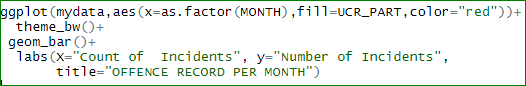 ggplot(mydata,aes(x=as.factor(MONTH),fill=UCR_PART,color="red"))+
theme_bw()+
geom_bar()+
labs(x="Count of  Incidents", y="Number of Incidents",
title="OFFENCE RECORD PER MONTH")